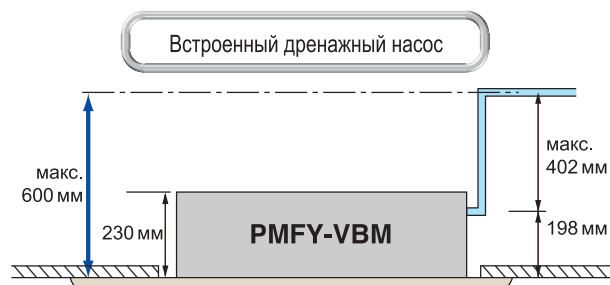 Встроенный дренажный насос
макс.
600 мм
230 мм
PMFY-VBM
макс.
402 мм
198 мм